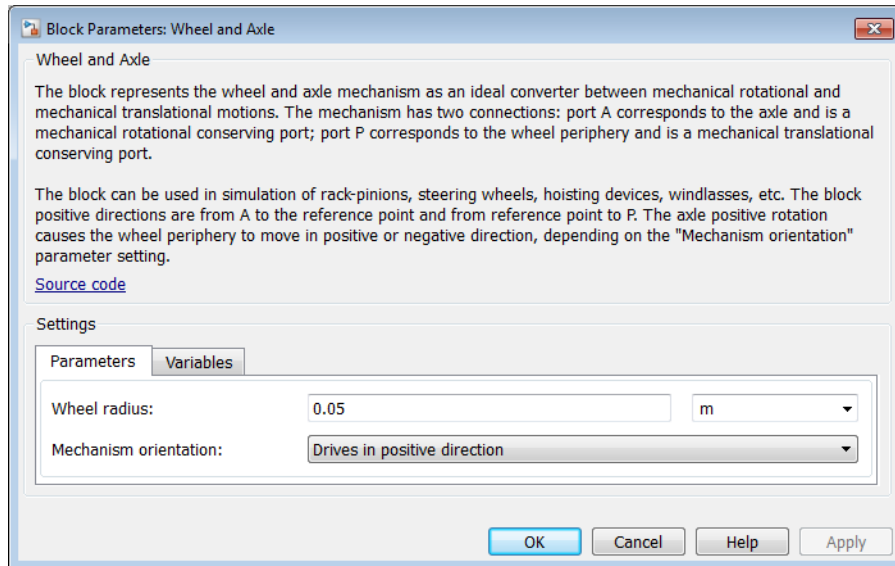 Block Parameters: Wheel and Axle
Wheel and Axle
The block represents the wheel and axle mechanism as an ideal converter between mechanical rotational and
mechanical translational motions. The mechanism has two connections: port A corresponds to the axle and is a
mechanical rotational conserving port; port P corresponds to the wheel periphery and is a mechanical translational
conserving port.
The block can be used in simulation of rack-pinions, steering wheels, hoisting devices, windlasses, etc. The block
positive directions are from A to the reference point and from reference point to P. The axle positive rotation
causes the wheel periphery to move in positive or negative direction, depending on the "Mechanism orientation"
parameter setting.
Source code
Settings
Parameters Variables
Wheel radius: 0.05 m
Mechanism orientation: Drives in positive direction
OK Cancel Help Apply